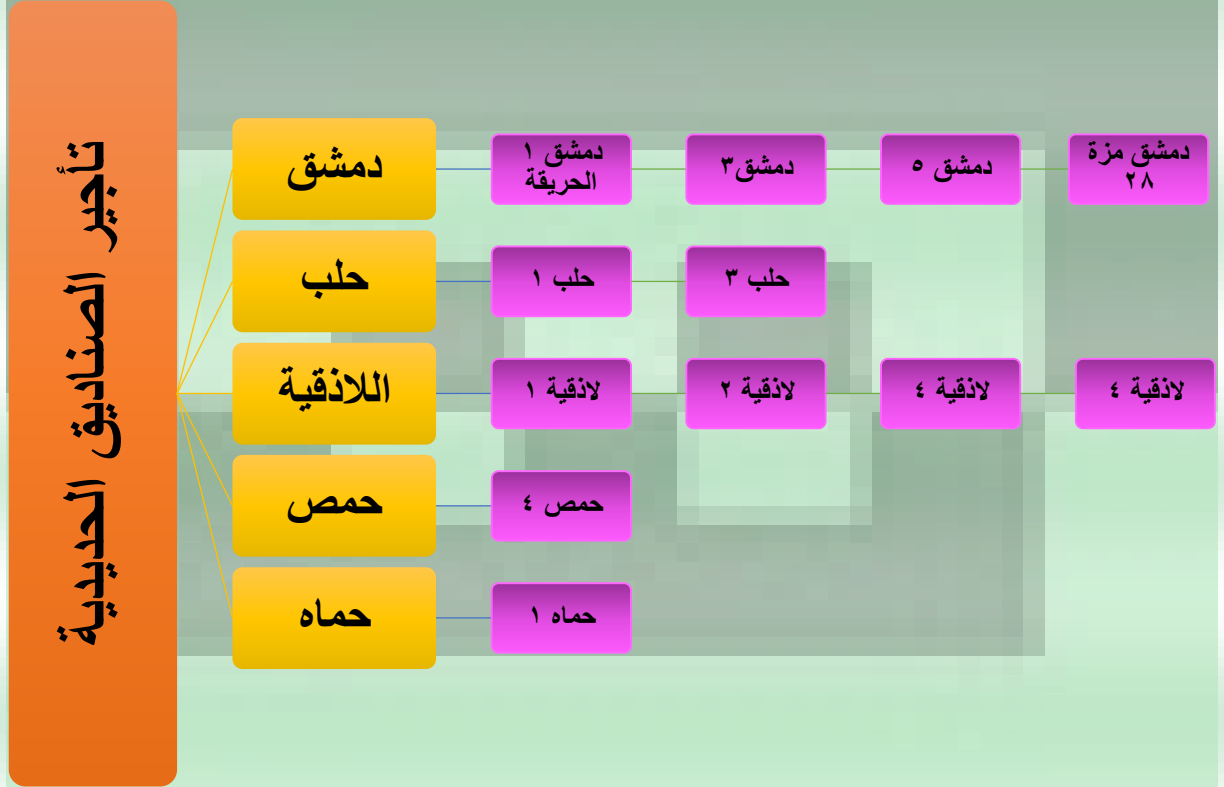 تأجير الصناديق الحديدية
دمشق
دمشق ١
الحريقة
دمشق٣
دمشق ٥
دمشق مزة
٢٨
حلب
حلب ١
حلب ٣
اللاذقية
لاذقية ١
لاذقية ٢
لاذقية ٤
لاذقية ٤
حمص
حمص ٤
حماه
حماه ١